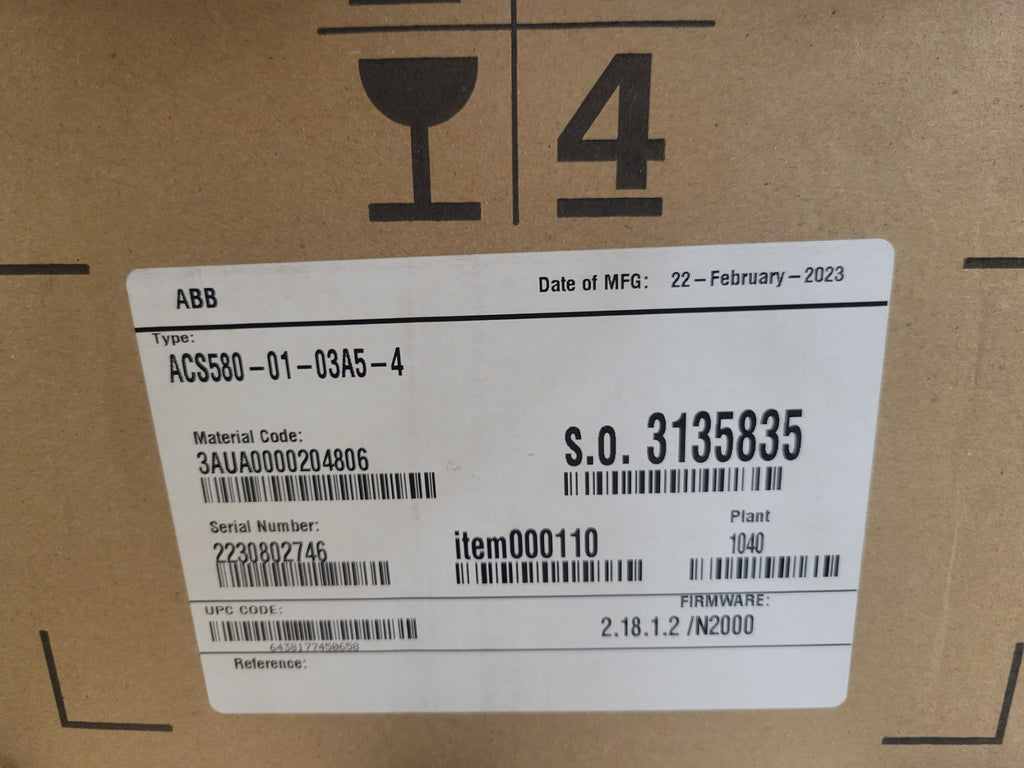 4
ABB
Date of MFG: 22-February-2023
Type:
ACS580-01-03A5-4
Material Code:
3AUA0000204806
S.O. 3135835
Serial Number:
2230802746
item000110
Plant
1040
UPC CODE:
6438177450658
FIRMWARE:
2.18.1.2 /N2000
Reference: